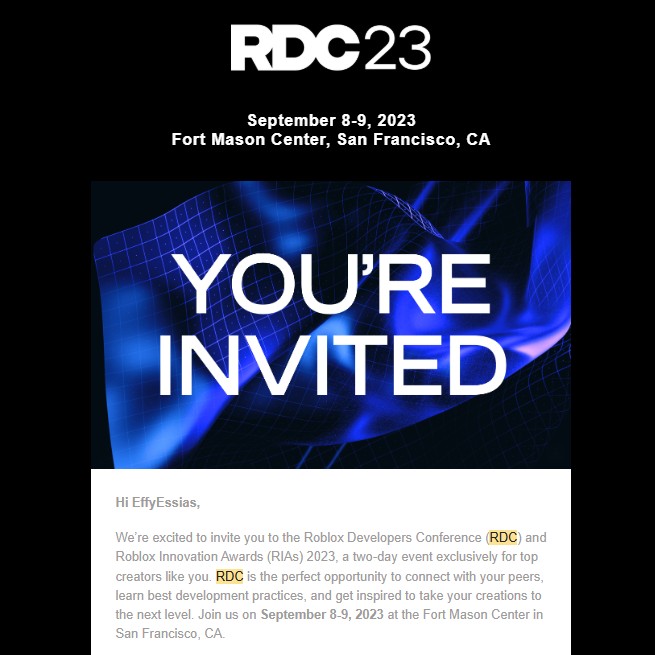 RDC23
September 8-9, 2023
Fort Mason Center, San Francisco, CA
YOU'RE
INVITED
Hi EffyEssias,
We're excited to invite you to the Roblox Developers Conference (RDC) and
Roblox Innovation Awards (RIAs) 2023, a two-day event exclusively for top
creators like you. RDC is the perfect opportunity to connect with your peers,
learn best development practices, and get inspired to take your creations to
the next level. Join us on September 8-9, 2023 at the Fort Mason Center in
San Francisco, CA.